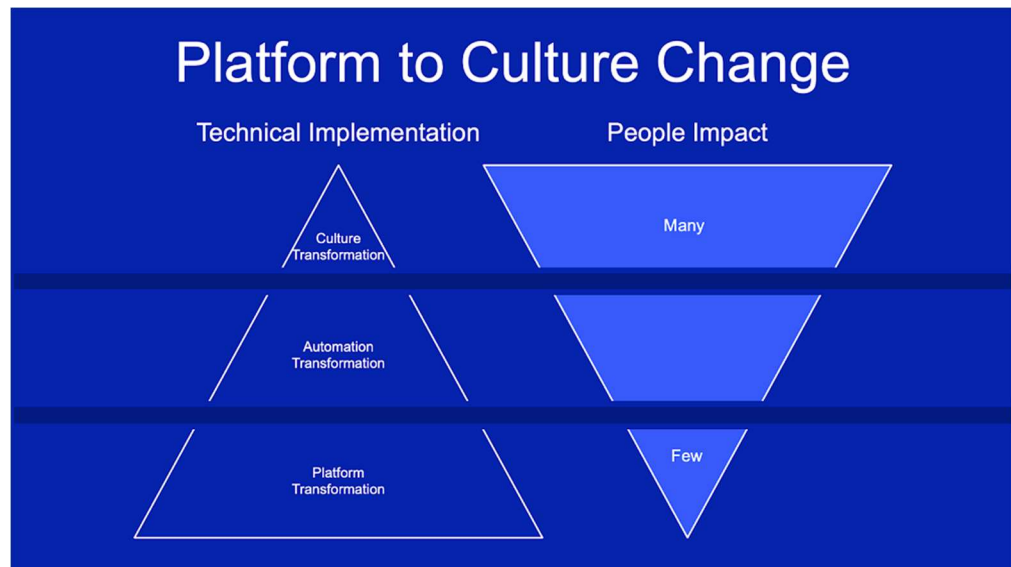 Platform to Culture Change
Technical Implementation
People Impact
Culture
Transformation
Many
Automation
Transformation
Platform
Transformation
Few